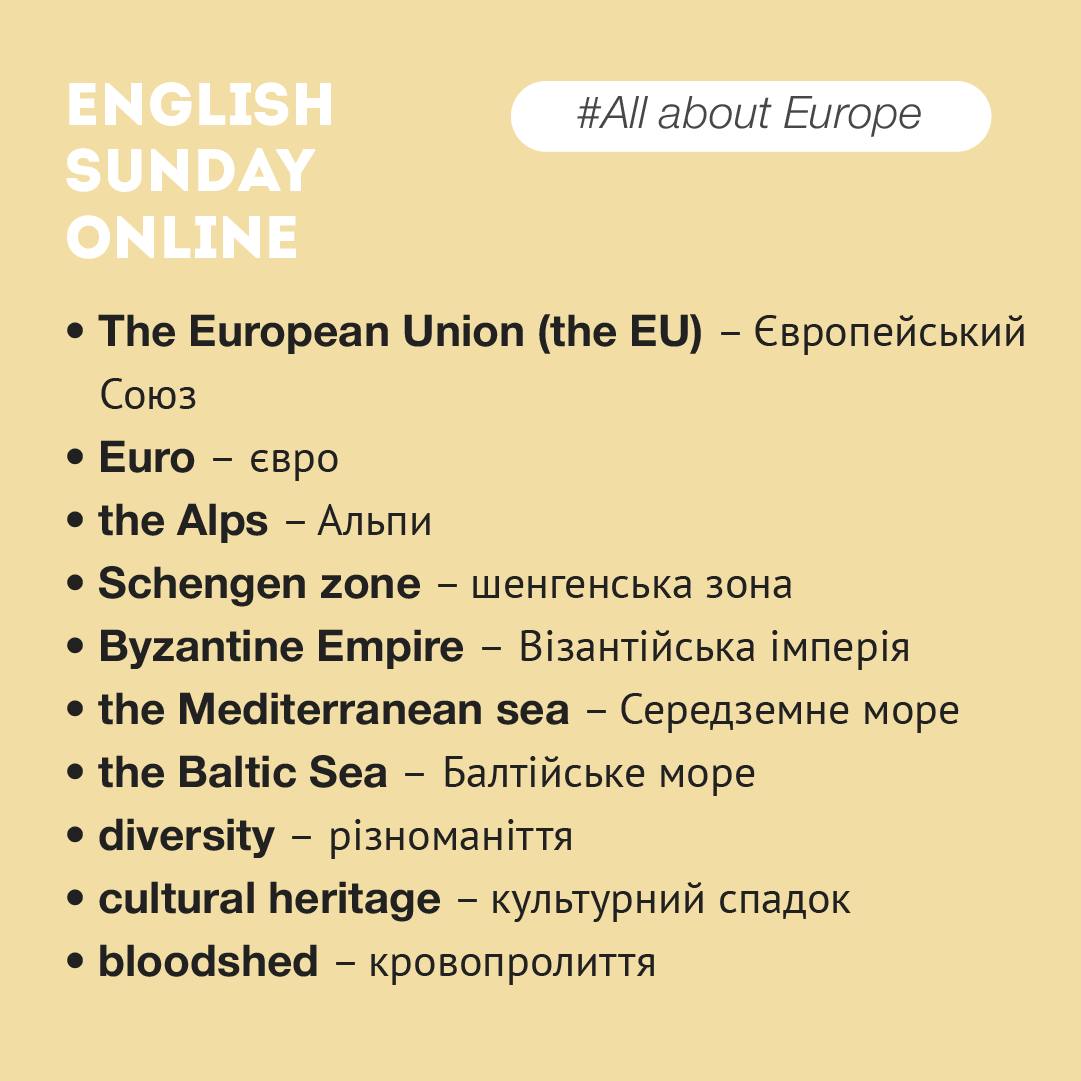 ENGLISH
SUNDAY
ONLINE
#All about Europe
• The European Union (the EU) – Європейський
Союз
• Euro – євро
• the Alps – Альпи
• Schengen zone – шенгенська зона
• Byzantine Empire – Візантійська імперія
• the Mediterranean sea – Середземне море
• the Baltic Sea – Балтійське море
• diversity – різноманіття
• cultural heritage – культурний спадок
• bloodshed – кровопролиття